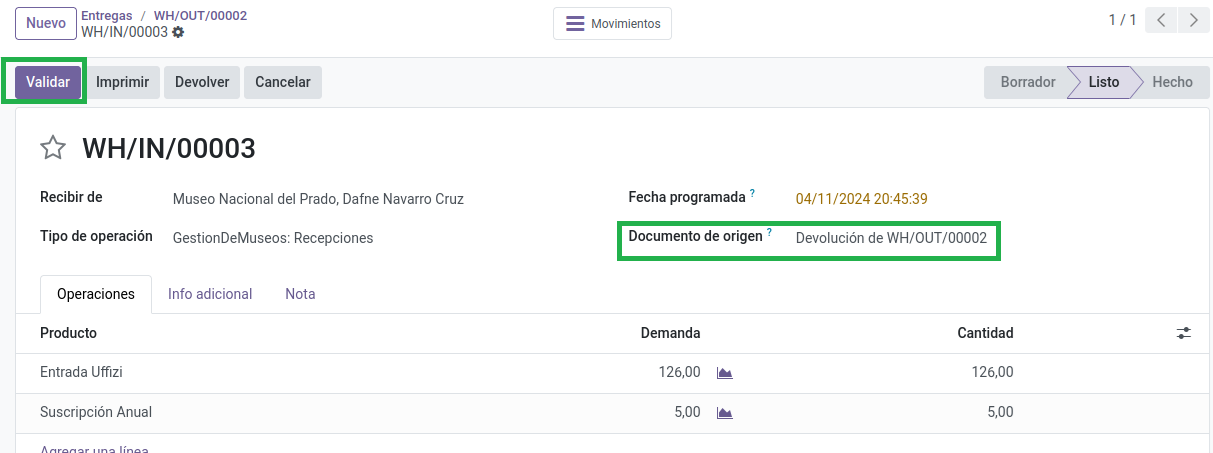 Nuevo
Entregas / WH/OUT/00002
WH/IN/00003
Movimientos
1 / 1
Validar Imprimir Devolver Cancelar
Borrador Listo Hecho
WH/IN/00003
Recibir de Museo Nacional del Prado, Dafne Navarro Cruz
Fecha programada ? 04/11/2024 20:45:39
Tipo de operación GestionDeMuseos: Recepciones
Documento de origen ? Devolución de WH/OUT/00002
Operaciones Info adicional Nota
Producto Demanda Cantidad
Entrada Uffizi 126,00 126,00
Suscripción Anual 5,00 5,00
Agregar una línea